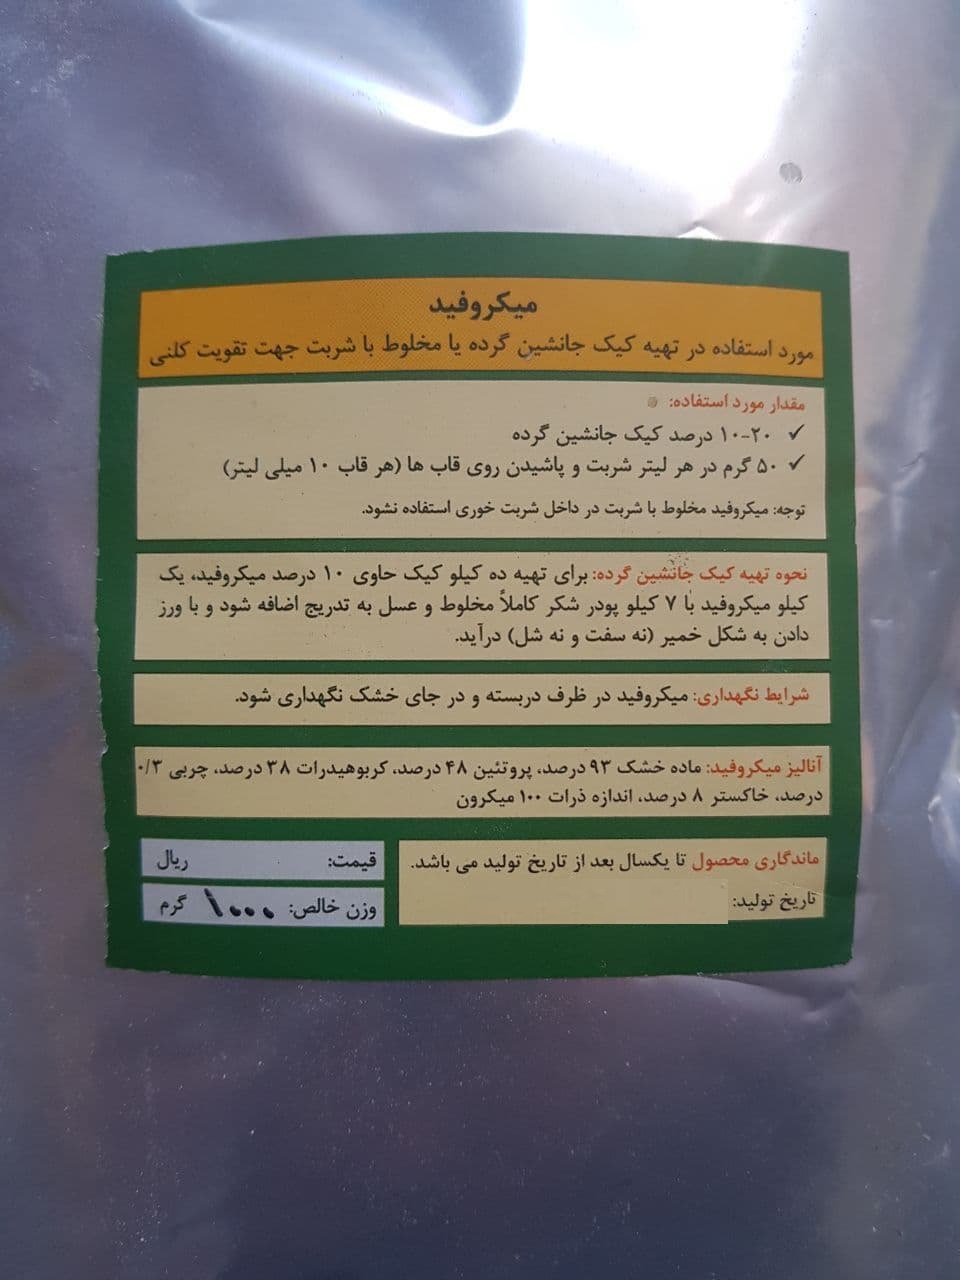 میکروفید
مورد استفاده در تهیه کیک جانشین گرده یا مخلوط با شربت جهت تقویت کلنی
مقدار مورد استفاده:
✓ ۱۰-۲۰ درصد کیک جانشین گرده
✓ ۵۰ گرم در هر لیتر شربت و پاشیدن روی قاب ها (هر قاب ۱۰ میلی لیتر)
توجه: میکروفید مخلوط با شربت در داخل شربت خوری استفاده نشود.
نحوه تهیه کیک جانشین گرده: برای تهیه ده کیلو کیک حاوی ۱۰ درصد میکروفید، یک
کیلو میکروفید با ۷ کیلو پودر شکر کاملاً مخلوط و عسل به تدریج اضافه شود و با ورز
دادن به شکل خمیر (نه سفت و نه شل) درآید.
شرایط نگهداری: میکروفید در ظرف دربسته و در جای خشک نگهداری شود.
آنالیز میکروفید: ماده خشک ۹۳ درصد، پروتئین ۴۸ درصد، کربوهیدرات ۳۸ درصد، چربی ۰/۳
درصد، خاکستر ۸ درصد، اندازه ذرات ۱۰۰ میکرون
ماندگاری محصول تا یکسال بعد از تاریخ تولید می باشد.
تاریخ تولید:
قیمت: ریال
وزن خالص: ۱۰۰۰ گرم